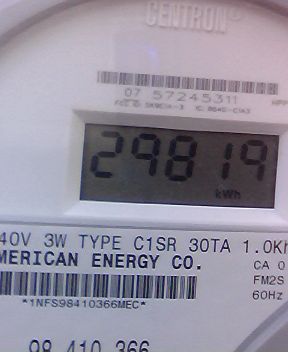 CENTRON®
07 57245311
29819
kWh
40V 3W TYPE C1SR 30TA 1.0Kh
MERICAN ENERGY CO.
CA 0
FM2S
60Hz
*1NFS98410366MEC*
98 410 366